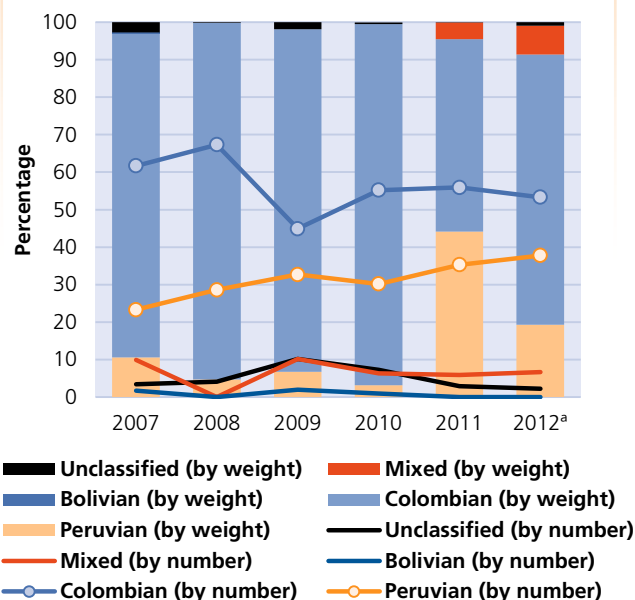 100
90
80
70
60
50
40
30
20
10
0
Percentage
2007 2008 2009 2010 2011 2012a
Unclassified (by weight) Mixed (by weight)
Bolivian (by weight) Colombian (by weight)
Peruvian (by weight) Unclassified (by number)
Mixed (by number) Bolivian (by number)
Colombian (by number) Peruvian (by number)